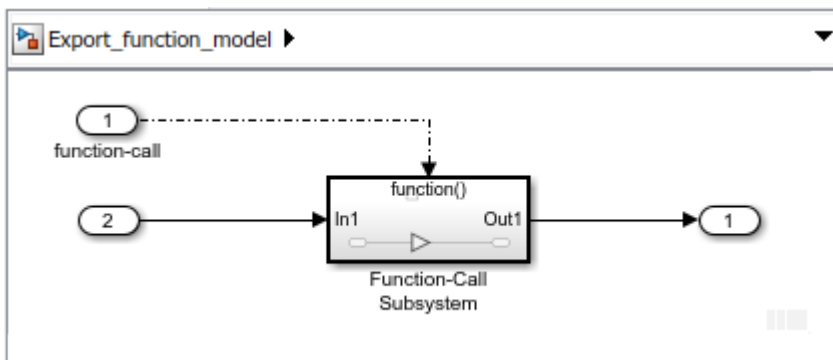 Export_function_model
1
function-call
function()
2
In1
Out1
1
Function-Call
Subsystem